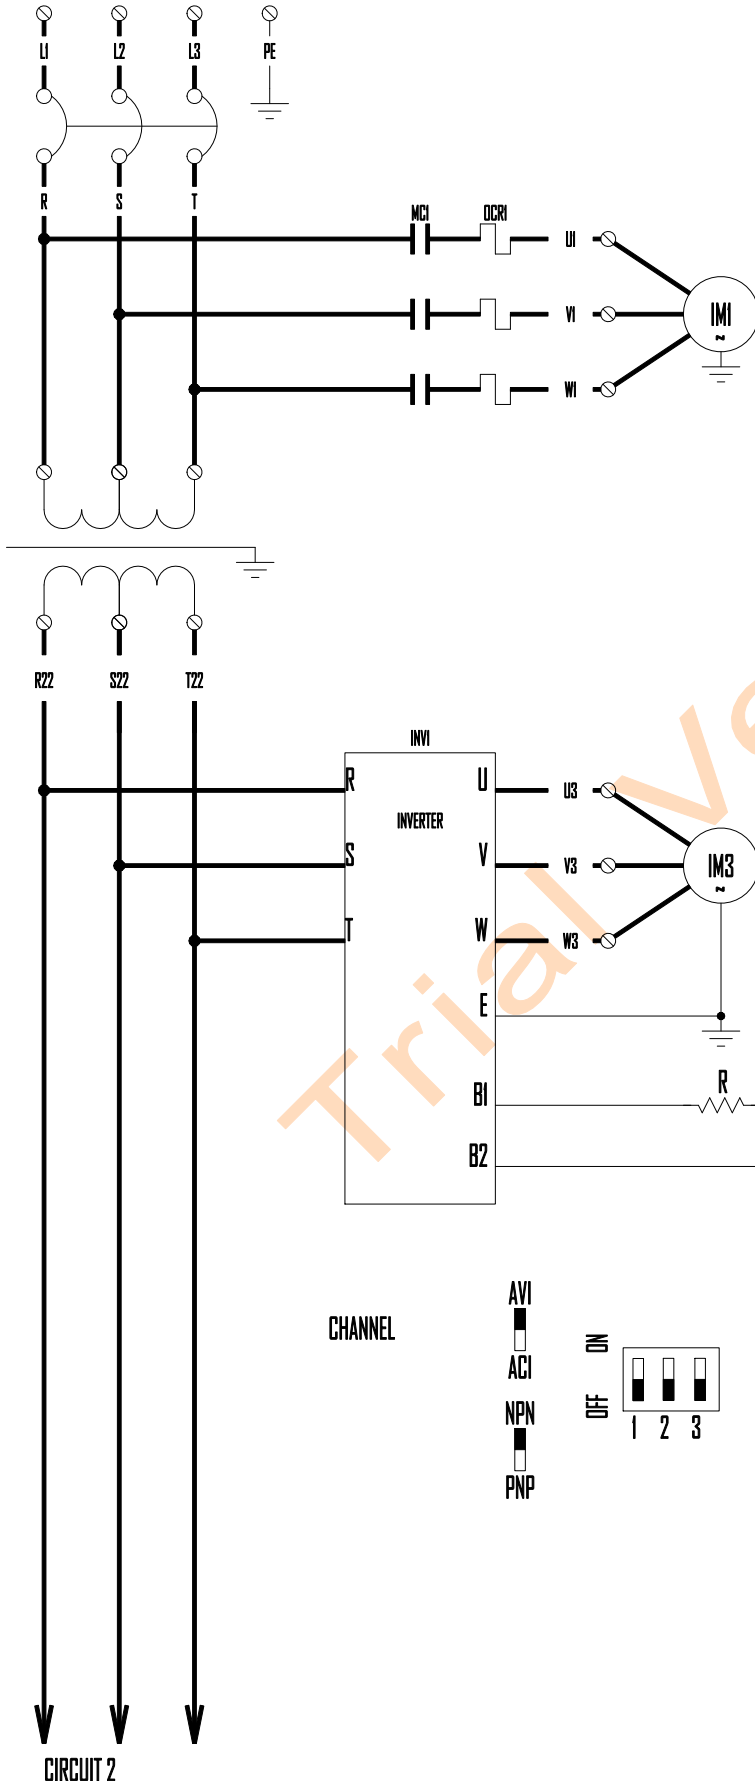 L1 L2 L3 PE
R S T
MC1 OCR1
U1
V1
W1
IM1
~
R22 S22 T22
INV1
INVERTER
R U U3
S V V3
T W W3
IM3
~
E
B1 R
B2
CHANNEL
AVI
ACI
NPN
PNP
ON
OFF
1 2 3
CIRCUIT 2
Trial Ve